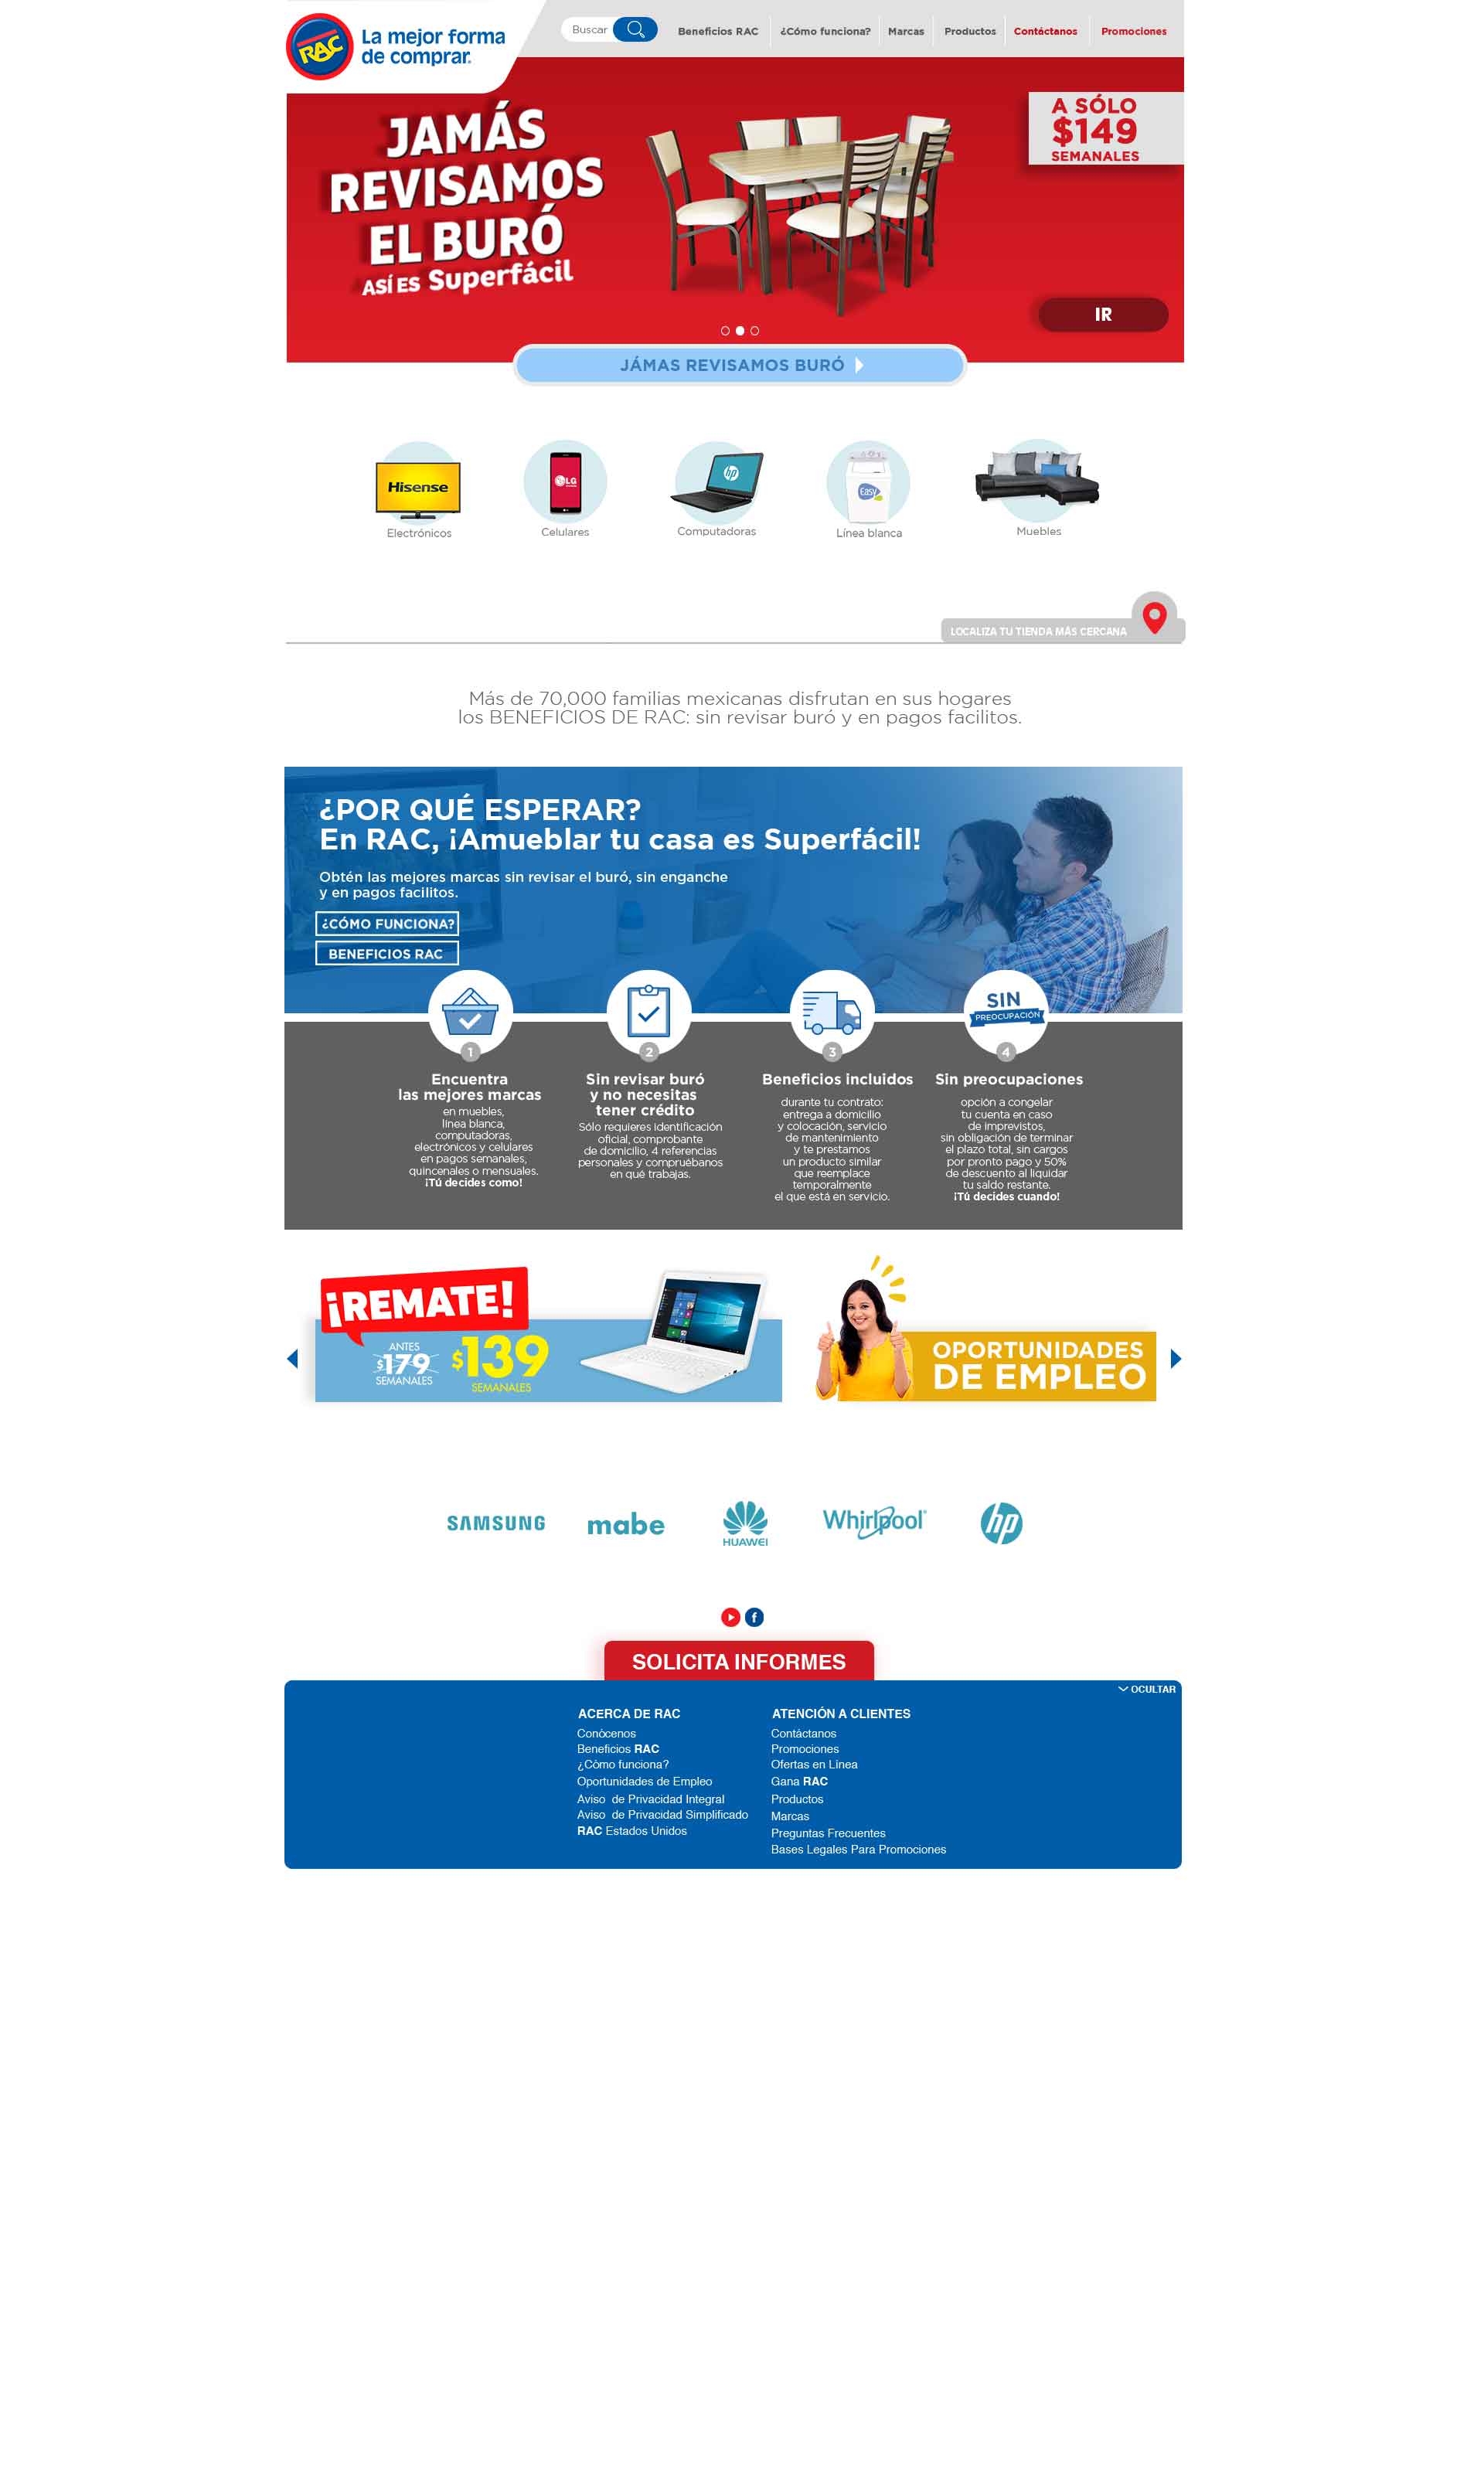 RAC
La mejor forma
de comprar.
Buscar
Beneficios RAC
¿Cómo funciona?
Marcas
Productos
Contáctanos
Promociones
JAMÁS
REVISAMOS
EL BURÓ
ASÍ ES Superfácil
A SÓLO
$149
SEMANALES
IR
JÁMAS REVISAMOS BURÓ
Hisense
LG
hp
Easy
Electrónicos
Celulares
Computadoras
Línea blanca
Muebles
LOCALIZA TU TIENDA MÁS CERCANA
Más de 70,000 familias mexicanas disfrutan en sus hogares
los BENEFICIOS DE RAC: sin revisar buró y en pagos facilitos.
¿POR QUÉ ESPERAR?
En RAC, ¡Amueblar tu casa es Superfácil!
Obtén las mejores marcas sin revisar el buró, sin enganche
y en pagos facilitos.
¿CÓMO FUNCIONA?
BENEFICIOS RAC
1
Encuentra
las mejores marcas
en muebles,
línea blanca,
computadoras,
electrónicos y celulares
en pagos semanales,
quincenales o mensuales.
¡Tú decides como!
2
Sin revisar buró
y no necesitas
tener crédito
Sólo requieres identificación
oficial, comprobante
de domicilio, 4 referencias
personales y compruébanos
en qué trabajas.
3
Beneficios incluidos
durante tu contrato:
entrega a domicilio
y colocación, servicio
de mantenimiento
y te prestamos
un producto similar
que reemplace
temporalmente
el que está en servicio.
SIN
PREOCUPACIÓN
4
Sin preocupaciones
opción a congelar
tu cuenta en caso
de imprevistos,
sin obligación de terminar
el plazo total, sin cargos
por pronto pago y 50%
de descuento al liquidar
tu saldo restante.
¡Tú decides cuando!
¡REMATE!
ANTES
$179
SEMANALES
$139
SEMANALES
OPORTUNIDADES
DE EMPLEO
SAMSUNG
mabe
HUAWEI
Whirlpool
hp
SOLICITA INFORMES
OCULTAR
ACERCA DE RAC
Conócenos
Beneficios RAC
¿Cómo funciona?
Oportunidades de Empleo
Aviso de Privacidad Integral
Aviso de Privacidad Simplificado
RAC Estados Unidos
ATENCIÓN A CLIENTES
Contáctanos
Promociones
Ofertas en Línea
Gana RAC
Productos
Marcas
Preguntas Frecuentes
Bases Legales Para Promociones